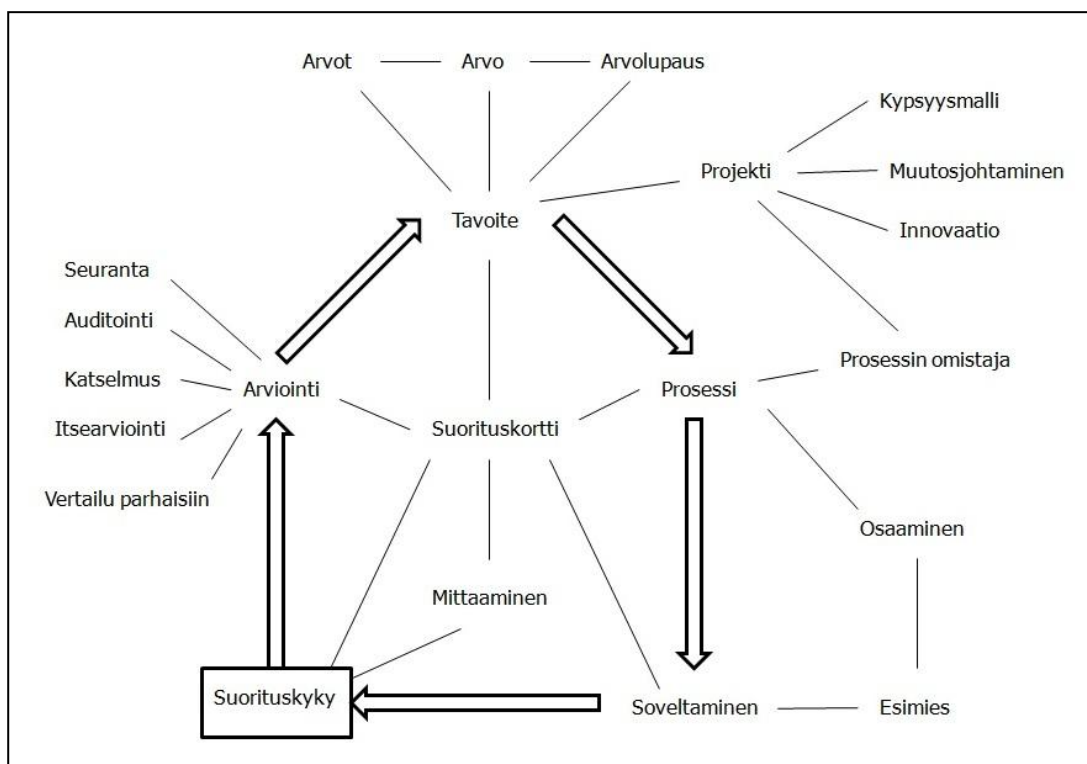 Arvot
Arvo
Arvolupaus
Kypsyysmalli
Projekti
Muutosjohtaminen
Tavoite
Innovaatio
Seuranta
Auditointi
Prosessin omistaja
Katselmus
Arviointi
Prosessi
Itsearviointi
Suorituskortti
Vertailu parhaisiin
Osaaminen
Mittaaminen
Suorituskyky
Soveltaminen
Esimies